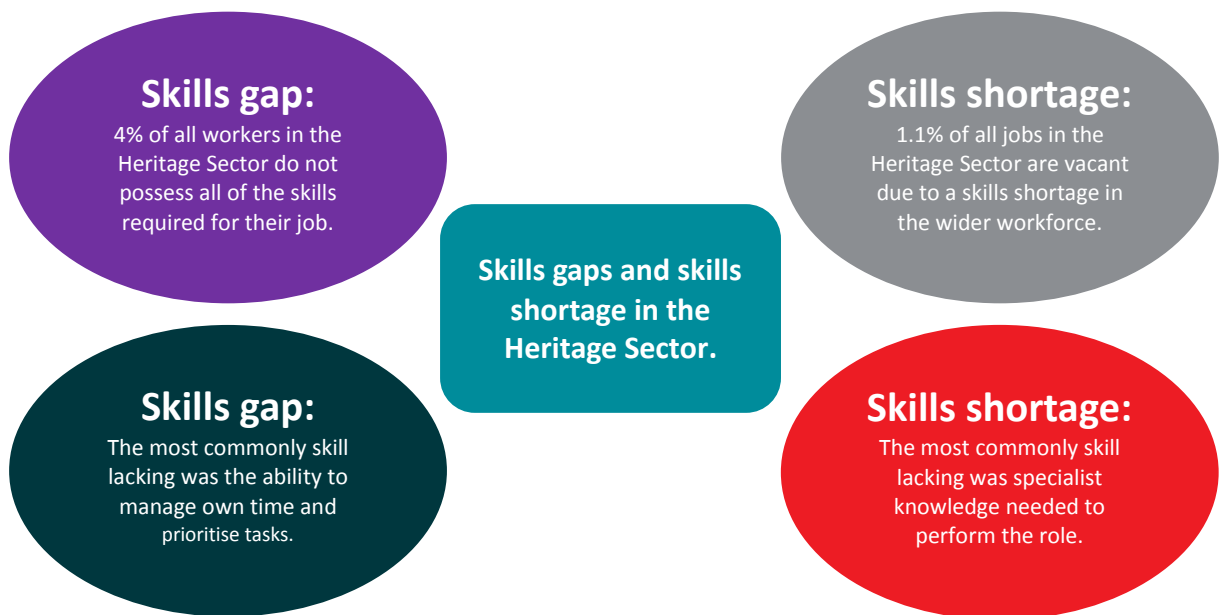 Skills gap:
4% of all workers in the
Heritage Sector do not
possess all of the skills
required for their job.
Skills shortage:
1.1% of all jobs in the
Heritage Sector are vacant
due to a skills shortage in
the wider workforce.
Skills gaps and skills
shortage in the
Heritage Sector.
Skills gap:
The most commonly skill
lacking was the ability to
manage own time and
prioritise tasks.
Skills shortage:
The most commonly skill
lacking was specialist
knowledge needed to
perform the role.